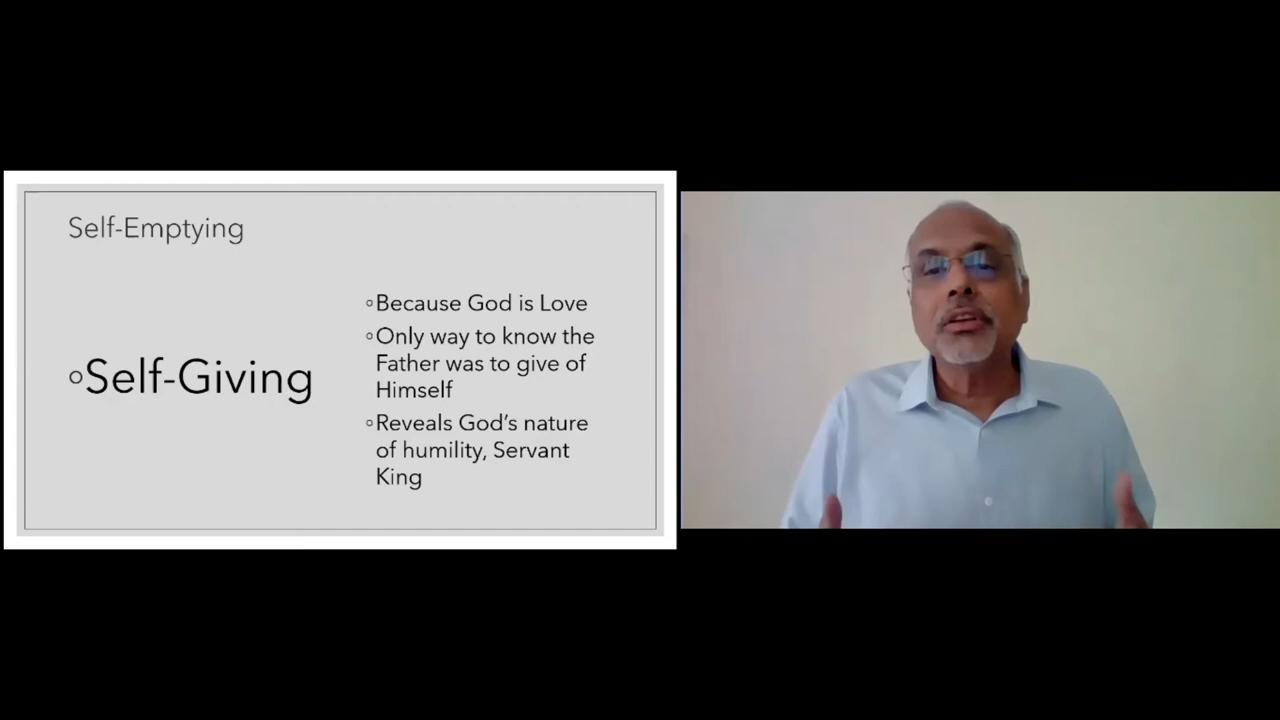 Self-Emptying
◦Self-Giving
◦Because God is Love
◦Only way to know the
Father was to give of
Himself
◦Reveals God’s nature
of humility, Servant
King